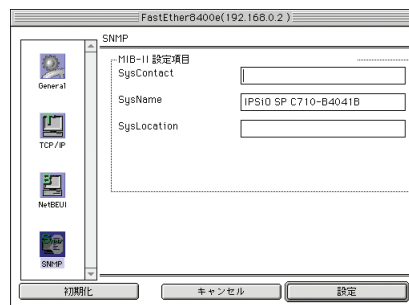 FastEther8400e(192.168.0.2)
SNMP
MIB-II 設定項目
SysContact
SysName
IPSiO SP C710-B4041B
SysLocation
General
TCP/IP
NetBEUI
SNMP
初期化
キャンセル
設定